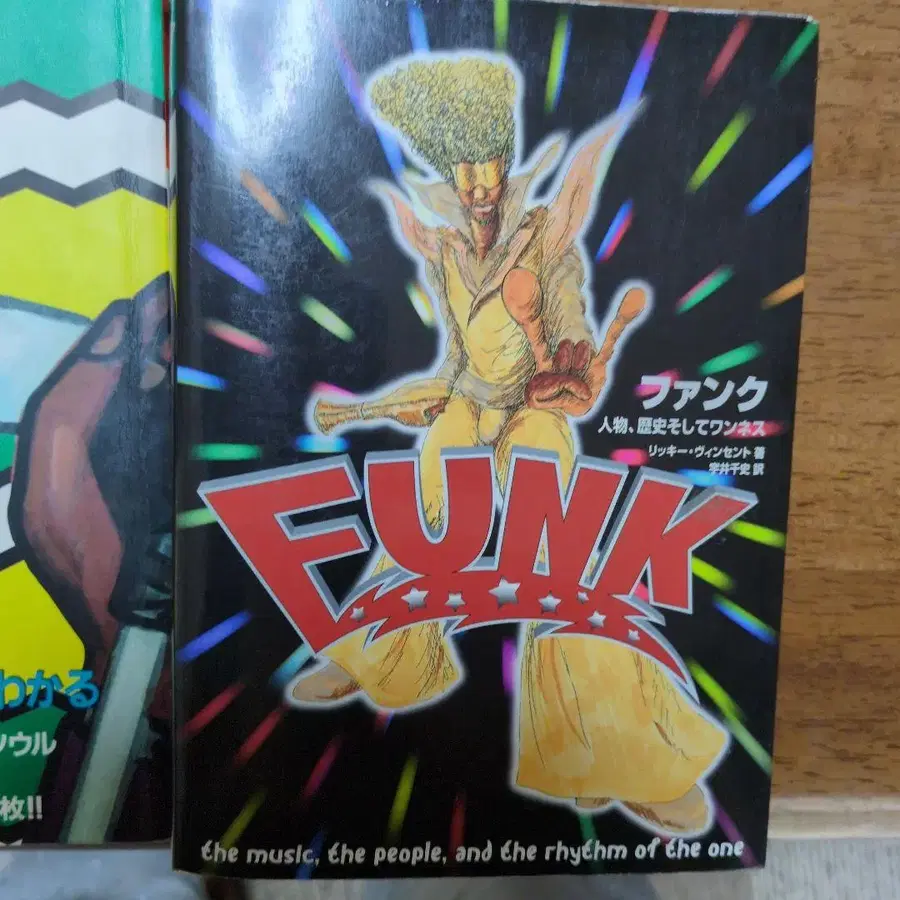 わかる
ソウル
枚!!
ファンク
人物、歴史そしてワンネス
リッキー・ヴィンセント 著
宇井千史 訳
FUNK
the music, the people, and the rhythm of the one